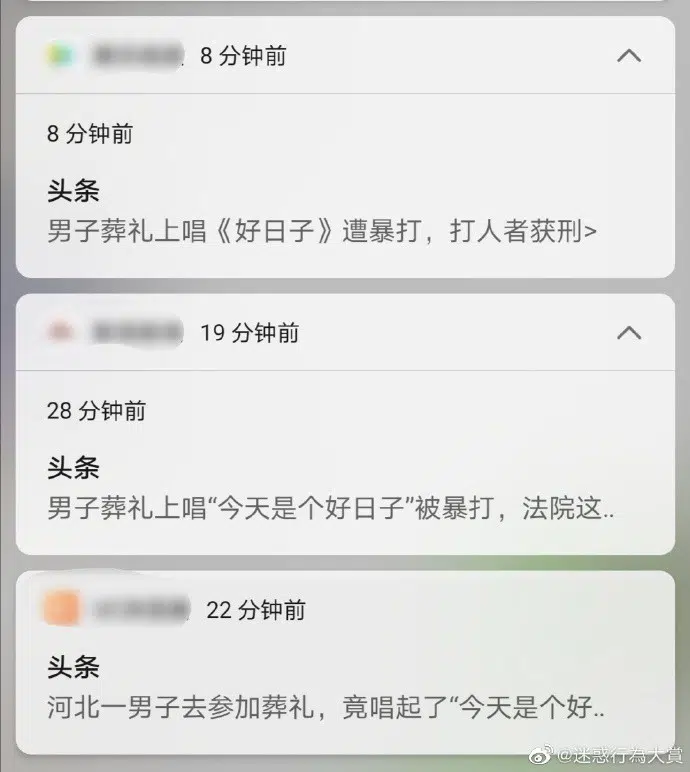 8 分钟前
8 分钟前
头条
男子葬礼上唱《好日子》遭暴打，打人者获刑>
19 分钟前
28 分钟前
头条
男子葬礼上唱“今天是个好日子”被暴打，法院这..
22 分钟前
头条
河北一男子去参加葬礼，竟唱起了“今天是个好..
@迷惑行為大賞